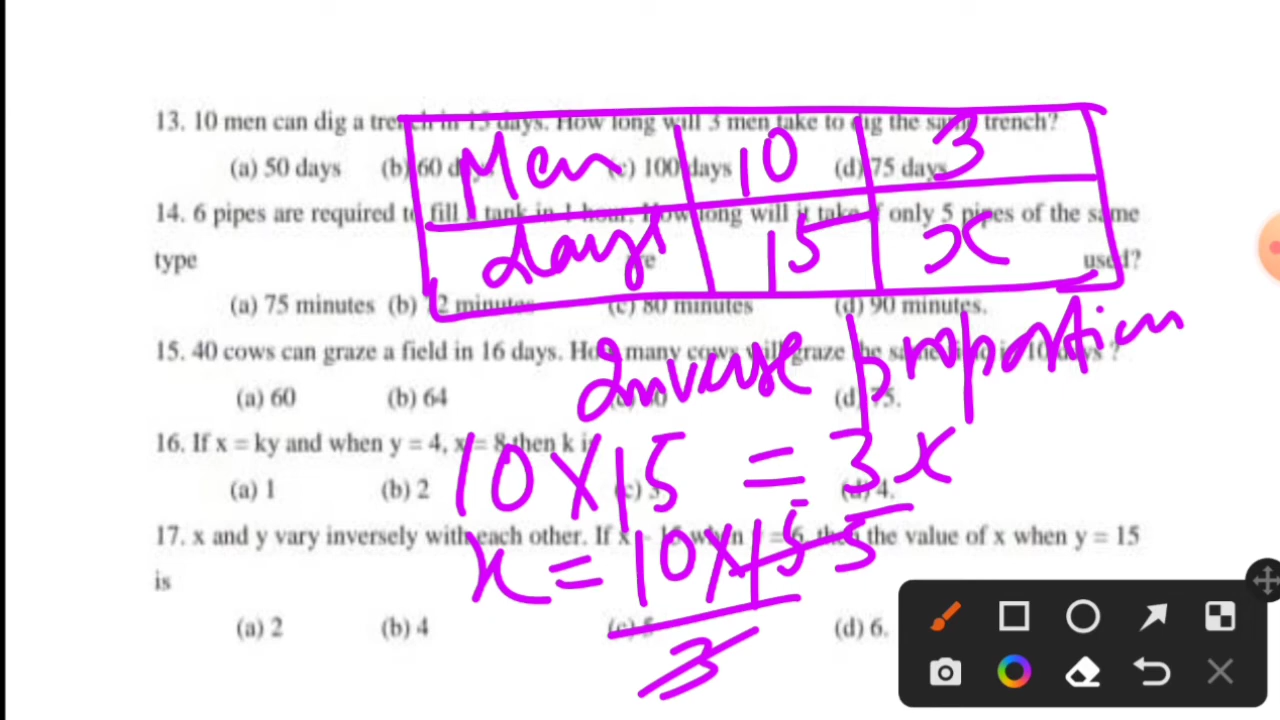 13. 10 men can dig a trench in 15 days. How long will 3 men take to dig the same trench?
(a) 50 days (b) 60 d (c) 100 days (d) 75 days
14. 6 pipes are required to fill a tank in 1 hour. How long will it take if only 5 pipes of the same
type are used?
(a) 75 minutes (b) 72 minutes (c) 80 minutes (d) 90 minutes.
15. 40 cows can graze a field in 16 days. How many cows will graze the same field in 10 days ?
(a) 60 (b) 64 (d) 75.
16. If x = ky and when y = 4, x = 8 then k is
(a) 1 (b) 2 (c) 3 (d) 4.
17. x and y vary inversely with each other. If x when y = 6, then the value of x when y = 15
is
(a) 2 (b) 4 (c) 5 (d) 6.
Men 10 3
days 15 x
Inverse proportion
10 X 15 = 3x
x = 10 X 15 5
3